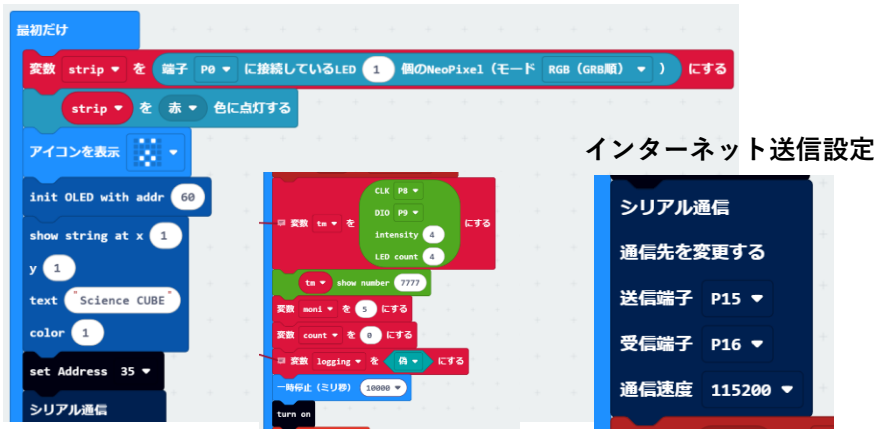 最初だけ
変数 strip ▼ を 端子 P0 ▼ に接続しているLED 1 個のNeoPixel（モード RGB（GRB順） ▼ ） にする
strip ▼ を 赤 ▼ 色に点灯する
アイコンを表示
init OLED with addr 60
show string at x 1
y 1
text "Science CUBE"
color 1
set Address 35 ▼
シリアル通信
CLK P8 ▼
変数 tm ▼ を DIO P9 ▼ にする
intensity 4
LED count 4
tm ▼ show number 7777
変数 moni ▼ を 5 にする
変数 count ▼ を 0 にする
変数 logging ▼ を 偽 ▼ にする
一時停止（ミリ秒） 10000 ▼
turn on
インターネット送信設定
シリアル通信
通信先を変更する
送信端子 P15 ▼
受信端子 P16 ▼
通信速度 115200 ▼